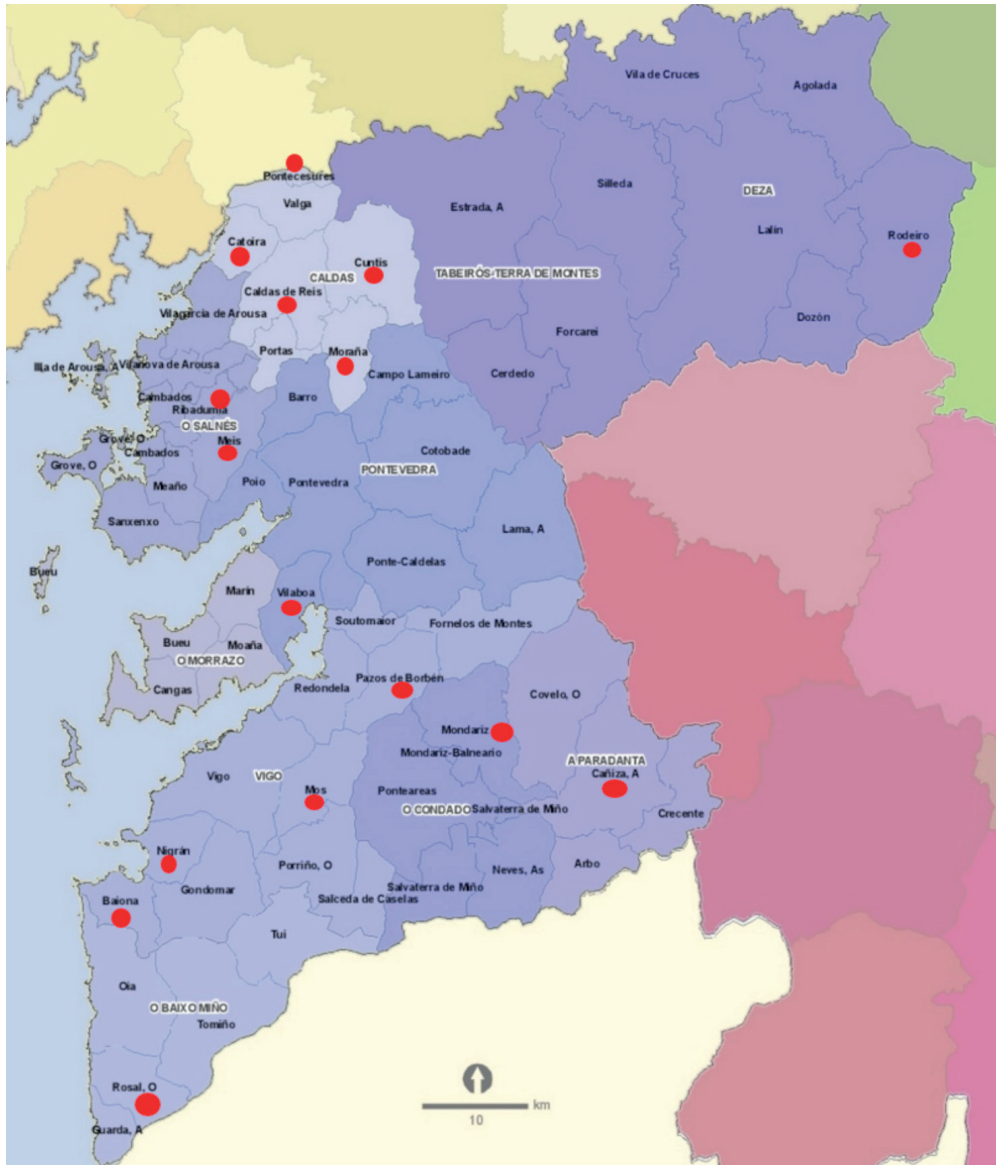 Vila de Cruces
Agolada
Pontecesures
Silleda
DEZA
Valga
Estrada, A
Lalín
Rodeiro
Catoira
Cuntis
CALDAS
TABEIRÓS-TERRA DE MONTES
Caldas de Reis
Vilagarcía de Arousa
Dozón
Forcarei
Portas
Moraña
Illa de Arousa, A
Vilanova de Arousa
Campo Lameiro
Cerdedo
Cambados
Barro
Ribadumia
O SALNÉS
Grove, O
Meis
Cotobade
Cambados
Grove, O
PONTEVEDRA
Meaño
Poio
Pontevedra
Sanxenxo
Lama, A
Ponte-Caldelas
Bueu
Marín
Vilaboa
Soutomaior
Fornelos de Montes
Bueu
Moaña
O MORRAZO
Pazos de Borbén
Cangas
Redondela
Covelo, O
Mondariz
Mondariz-Balneario
A PARADANTA
Vigo
VIGO
Cañiza, A
Mos
Ponteareas
O CONDADO
Salvaterra de Miño
Crecente
Nigrán
Porriño, O
Neves, As
Arbo
Gondomar
Salvaterra de Miño
Baiona
Salceda de Caselas
Tui
Oia
O BAIXO MIÑO
Tomiño
Rosal, O
km
10
Guarda, A